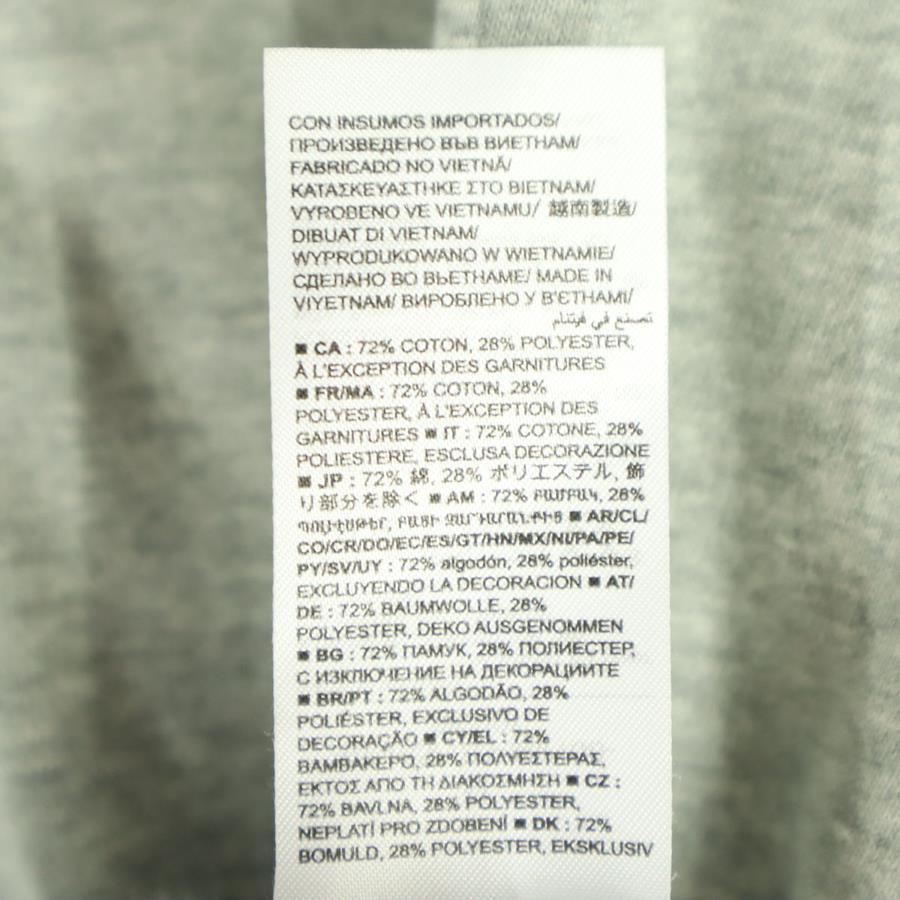 CON INSUMOS IMPORTADOS/
ПРОИЗВЕДЕНО ВЪВ ВИЕТНАМ/
FABRICADO NO VIETNÃ/
ΚΑΤΑΣΚΕΥΑΣΤΗΚΕ ΣΤΟ ΒΙΕΤΝΑΜ/
VYROBENO VE VIETNAMU/ 越南製造/
DIBUAT DI VIETNAM/
WYPRODUKOWANO W WIETNAMIE/
СДЕЛАНО ВО ВЬЕТНАМЕ/ MADE IN
VIYETNAM/ ВИРОБЛЕНО У В'ЄТНАМІ/
تصنع في فيتنام
■ CA : 72% COTON, 28% POLYESTER,
À L'EXCEPTION DES GARNITURES
■ FR/MA : 72% COTON, 28%
POLYESTER, À L'EXCEPTION DES
GARNITURES ■ IT : 72% COTONE, 28%
POLIESTERE, ESCLUSA DECORAZIONE
■ JP : 72% 綿, 28% ポリエステル, 飾
り部分を除く ■ AM : 72% ԲԱՄԲԱԿ, 28%
ՊՈԼԻԷՍԹԵՐ, ԲԱՑԻ ԶԱՐԴԱՐԱՆՔԻՑ ■ AR/CL/
CO/CR/DO/EC/ES/GT/HN/MX/NI/PA/PE/
PY/SV/UY : 72% algodón, 28% poliéster,
EXCLUYENDO LA DECORACION ■ AT/
DE : 72% BAUMWOLLE, 28%
POLYESTER, DEKO AUSGENOMMEN
■ BG : 72% ПАМУК, 28% ПОЛИЕСТЕР,
С ИЗКЛЮЧЕНИЕ НА ДЕКОРАЦИИТЕ
■ BR/PT : 72% ALGODÃO, 28%
POLIÉSTER, EXCLUSIVO DE
DECORAÇÃO ■ CY/EL : 72%
ΒΑΜΒΑΚΕΡΟ, 28% ΠΟΛΥΕΣΤΕΡΑΣ,
ΕΚΤΟΣ ΑΠΟ ΤΗ ΔΙΑΚΟΣΜΗΣΗ ■ CZ :
72% BAVLNA, 28% POLYESTER,
NEPLATÍ PRO ZDOBENÍ ■ DK : 72%
BOMULD, 28% POLYESTER, EKSKLUSIV